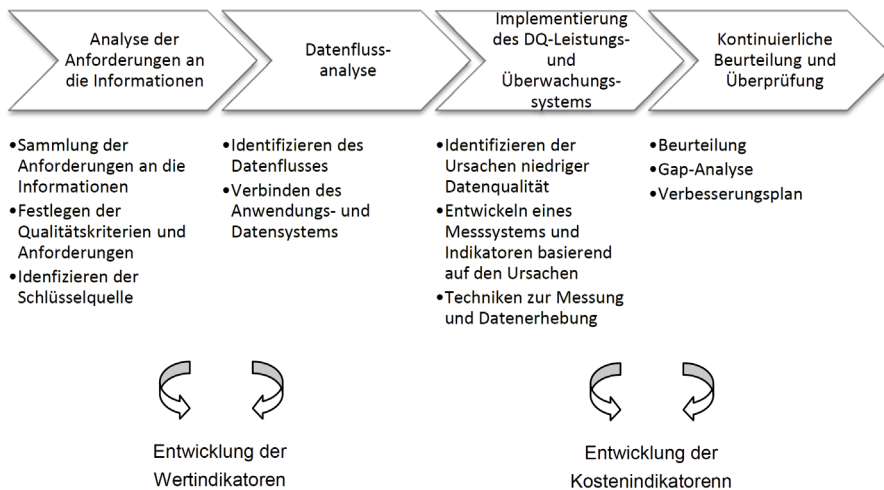 Analyse der
Anforderungen an
die Informationen
Datenfluss-
analyse
Implementierung
des DQ-Leistungs-
und
Überwachungs-
systems
Kontinuierliche
Beurteilung und
Überprüfung
•Sammlung der
Anforderungen an die
Informationen
•Festlegen der
Qualitätskriterien und
Anforderungen
•Idenfizieren der
Schlüsselquelle
•Identifizieren des
Datenflusses
•Verbinden des
Anwendungs- und
Datensystems
•Identifizieren der
Ursachen niedriger
Datenqualität
•Entwickeln eines
Messsystems und
Indikatoren basierend
auf den Ursachen
•Techniken zur Messung
und Datenerhebung
•Beurteilung
•Gap-Analyse
•Verbesserungsplan
Entwicklung der
Wertindikatoren
Entwicklung der
Kostenindikatorenn